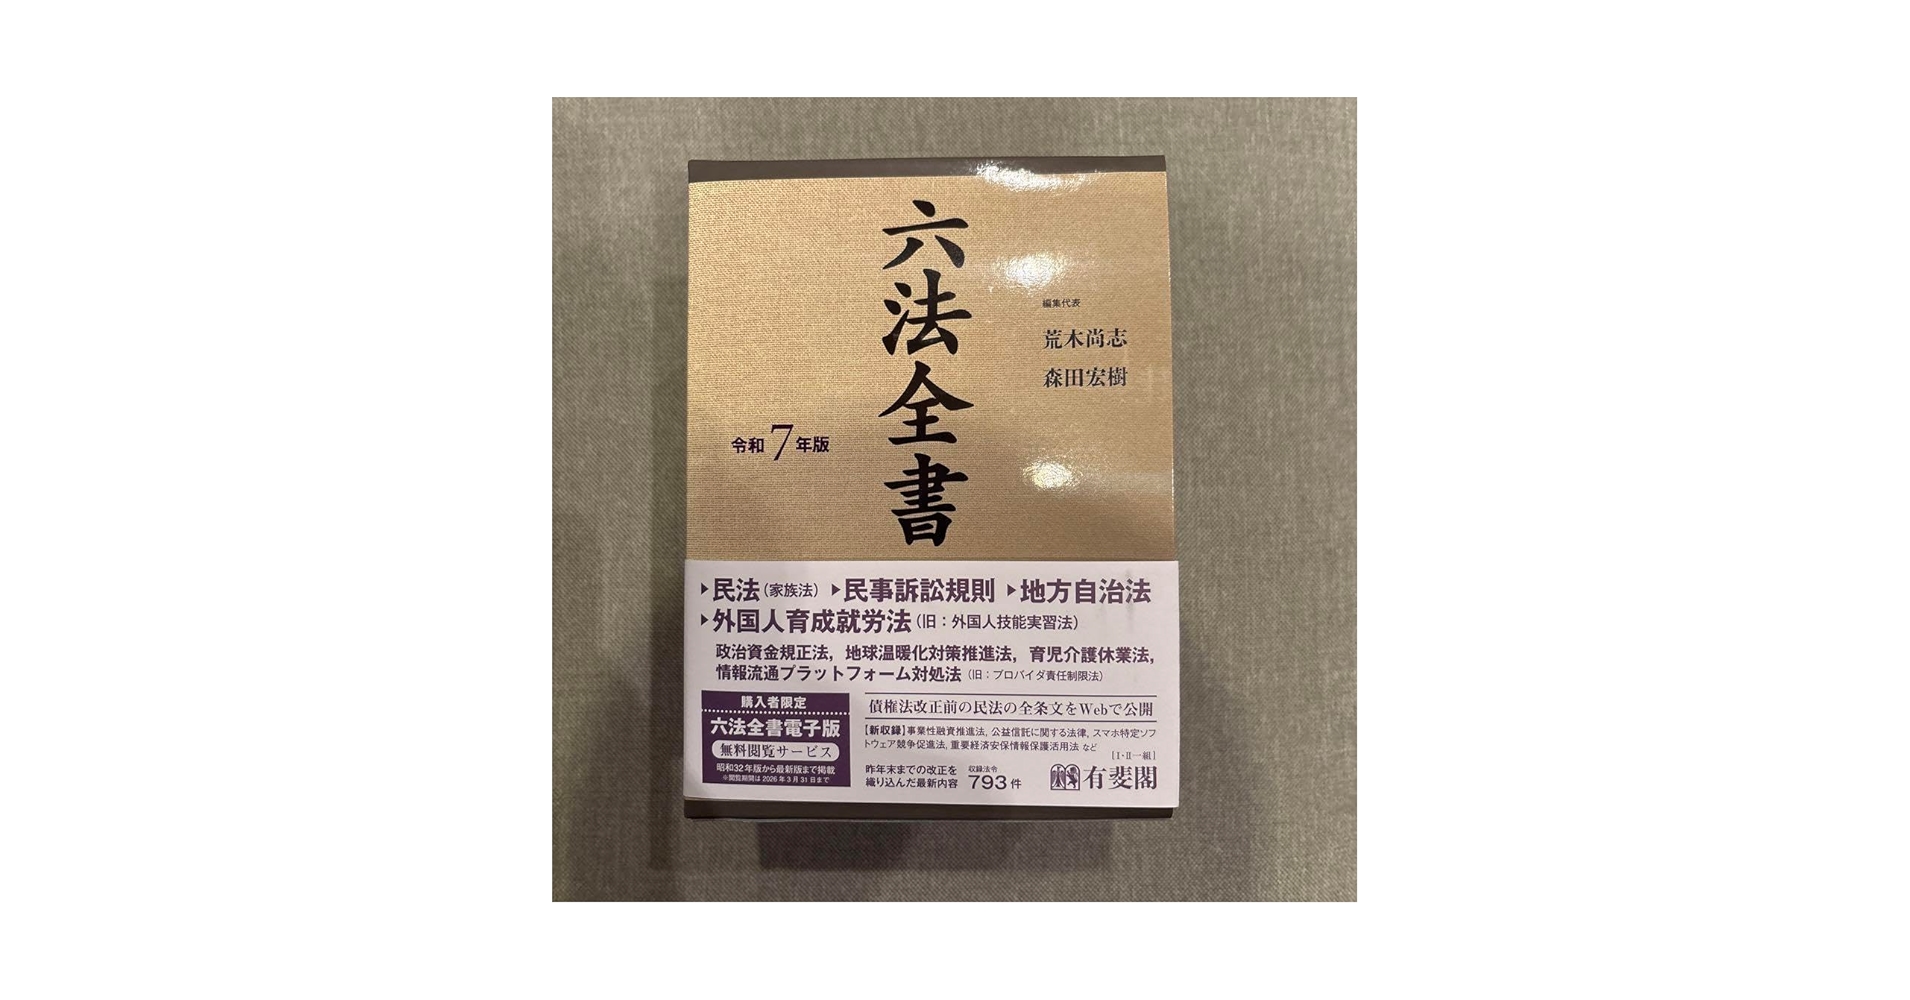 六法全書
編集代表
荒木尚志
森田宏樹
令和7年版
▶民法(家族法) ▶民事訴訟規則 ▶地方自治法
▶外国人育成就労法(旧:外国人技能実習法)
政治資金規正法，地球温暖化対策推進法，育児介護休業法，
情報流通プラットフォーム対処法(旧:プロバイダ責任制限法)
購入者限定
六法全書電子版
無料閲覧サービス
昭和32年版から最新版まで掲載
※閲覧期間は2026年3月31日まで
債権法改正前の民法の全条文をWebで公開
【新収録】事業性融資推進法, 公益信託に関する法律, スマホ特定ソフ
トウェア競争促進法, 重要経済安保情報保護活用法 など
[I・II一組]
昨年末までの改正を
織り込んだ最新内容
収録法令
793件
有斐閣